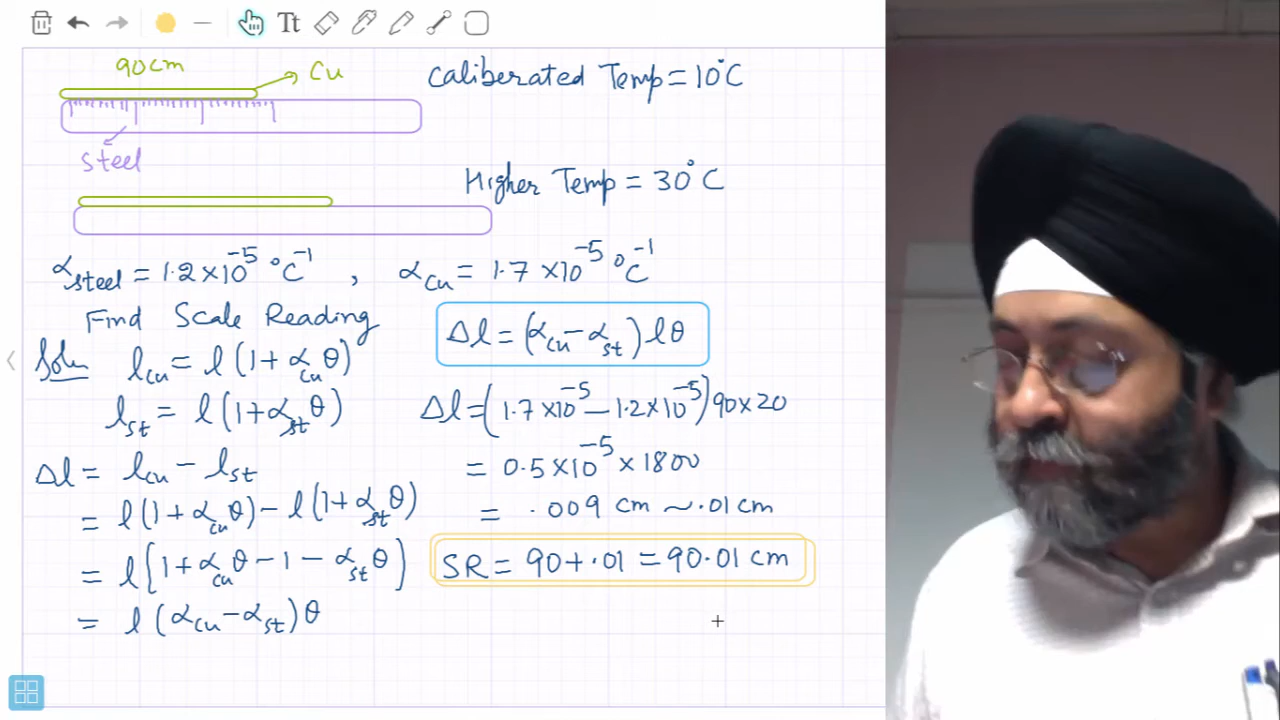 Tt
90cm
Cu
Caliberated Temp = 10°C
steel
Higher Temp = 30°C
αsteel = 1.2×10⁻⁵ °C⁻¹ , αcu = 1.7 ×10⁻⁵ °C⁻¹
Find Scale Reading
Soln lcu = l(1+αcuθ)
lst = l(1+αstθ)
Δl = lcu − lst
= l(1+αcuθ) − l(1+αstθ)
= l[1+αcuθ − 1 − αstθ]
= l(αcu − αst)θ
Δl = (αcu − αst)lθ
Δl = (1.7×10⁻⁵ − 1.2×10⁻⁵)90×20
= 0.5×10⁻⁵ × 1800
= .009 cm ~ .01 cm
SR = 90+.01 = 90.01 cm